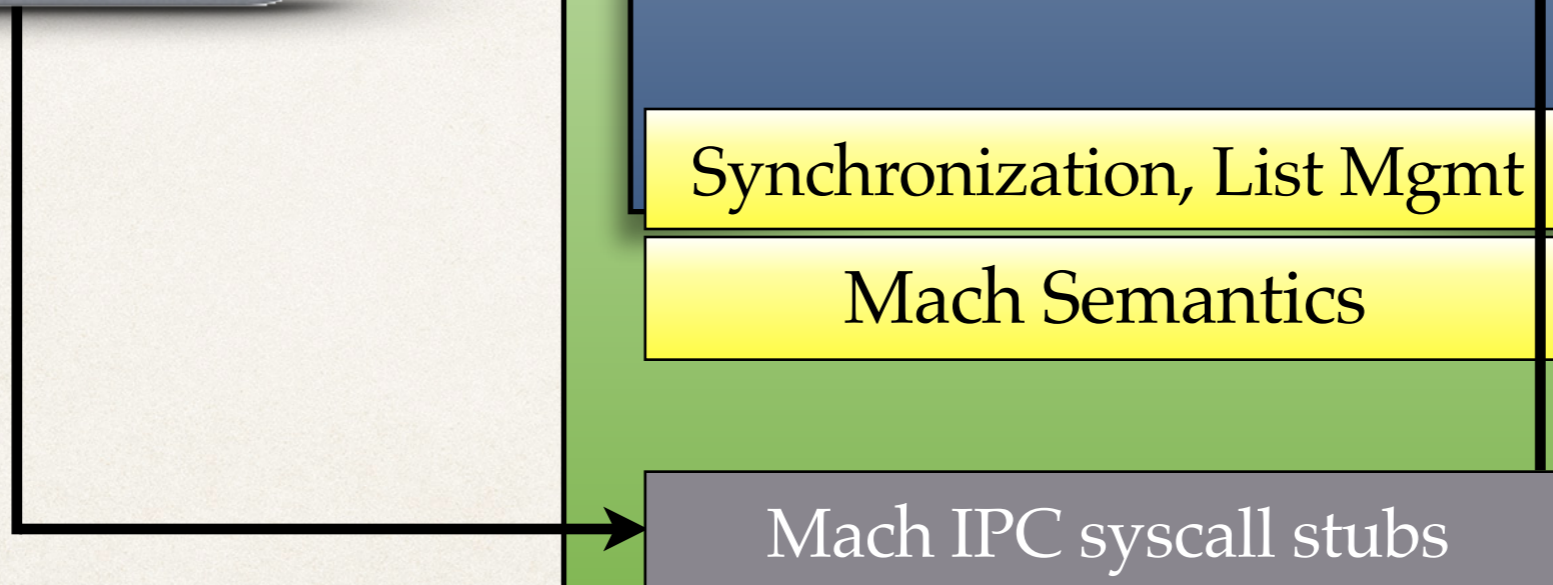 Synchronization, List Mgmt
Mach Semantics
Mach IPC syscall stubs